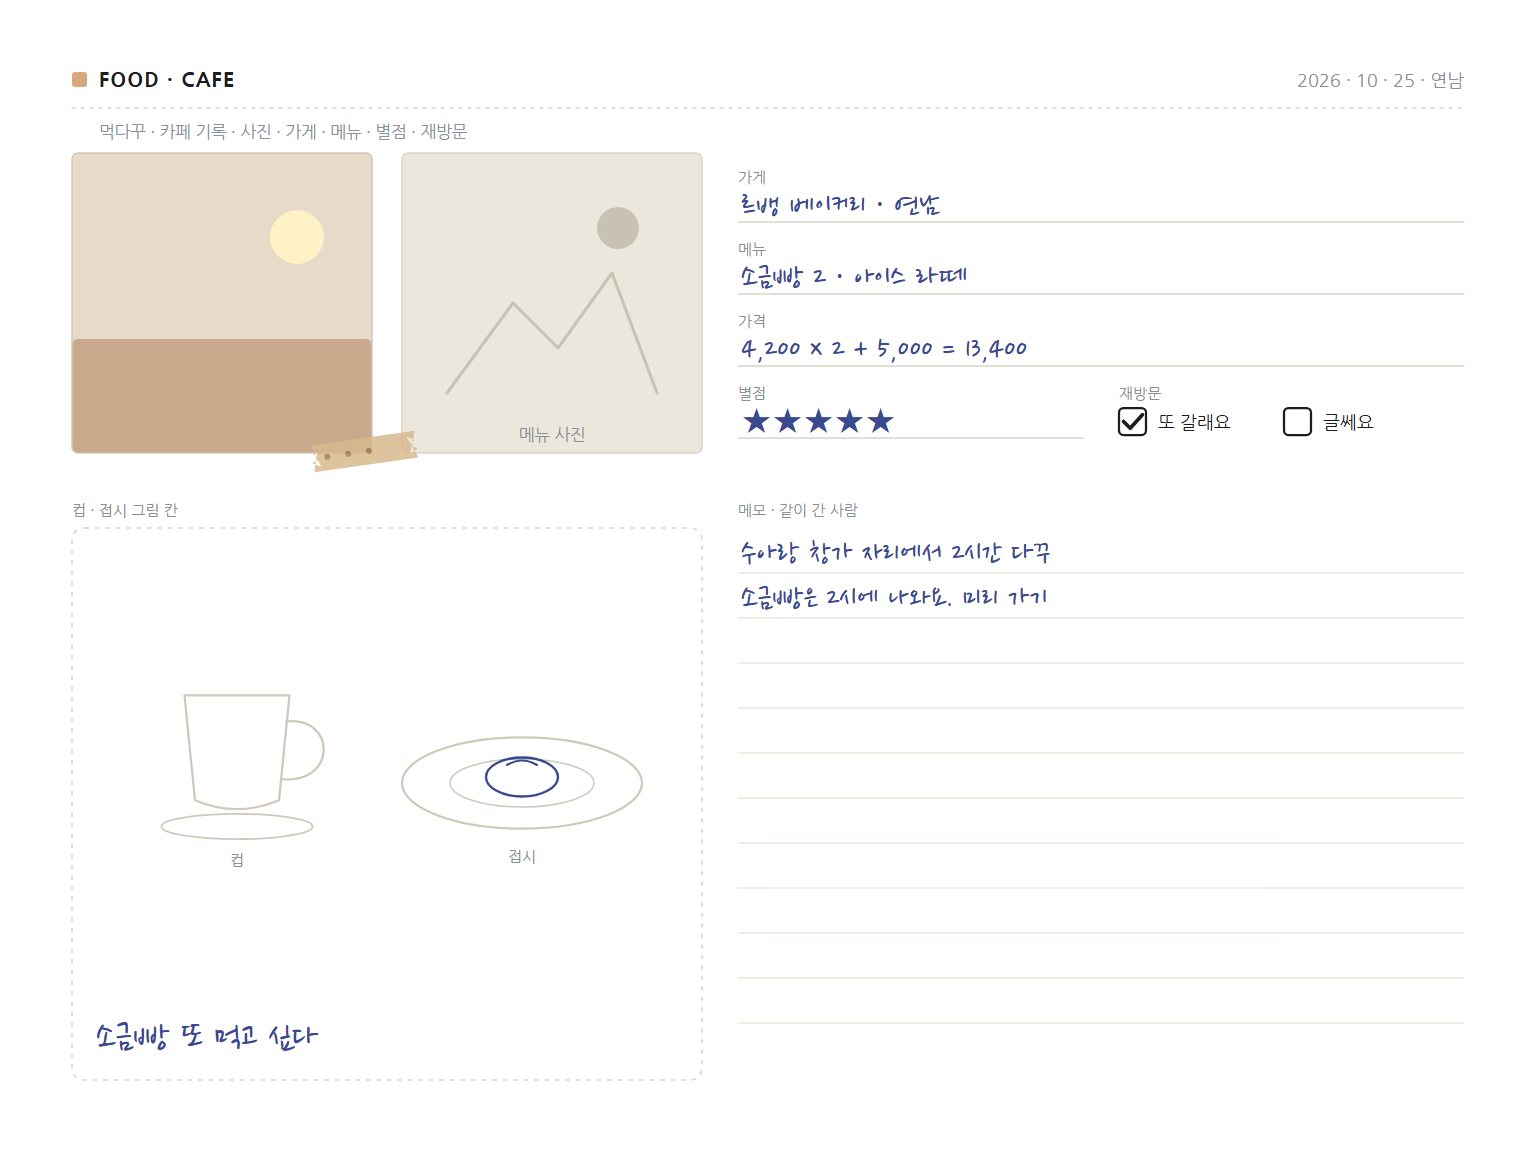 FOOD · CAFE
2026 · 10 · 25 · 연남
먹다꾸 · 카페 기록 · 사진 · 가게 · 메뉴 · 별점 · 재방문
메뉴 사진
가게
르뱅 베이커리 · 연남
메뉴
소금빵 2 · 아이스 라떼
가격
4,200 x 2 + 5,000 = 13,400
별점
★★★★★
재방문
또 갈래요
글쎄요
컵 · 접시 그림 칸
컵
접시
소금빵 또 먹고 싶다
메모 · 같이 간 사람
수아랑 창가 자리에서 2시간 다꾸
소금빵은 2시에 나와요. 미리 가기